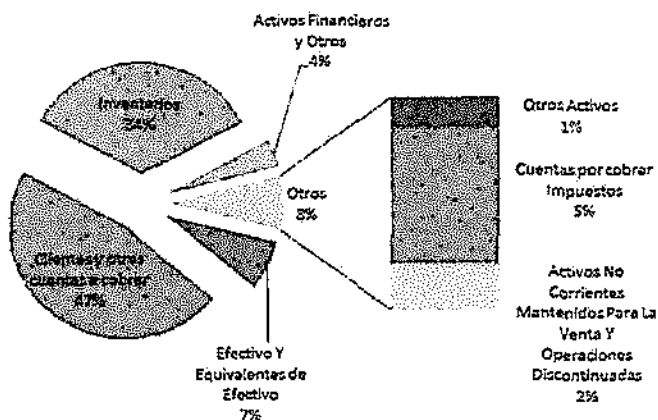 Activos Financieros
y Otros
4%
Inventarios
34%
Otros
8%
Clientes y otras
cuentas a cobrar
47%
Efectivo Y
Equivalentes de
Efectivo
7%
Otros Activos
1%
Cuentas por cobrar
Impuestos
5%
Activos No
Corrientes
Mantenidos Para La
Venta Y
Operaciones
Discontinuadas
2%